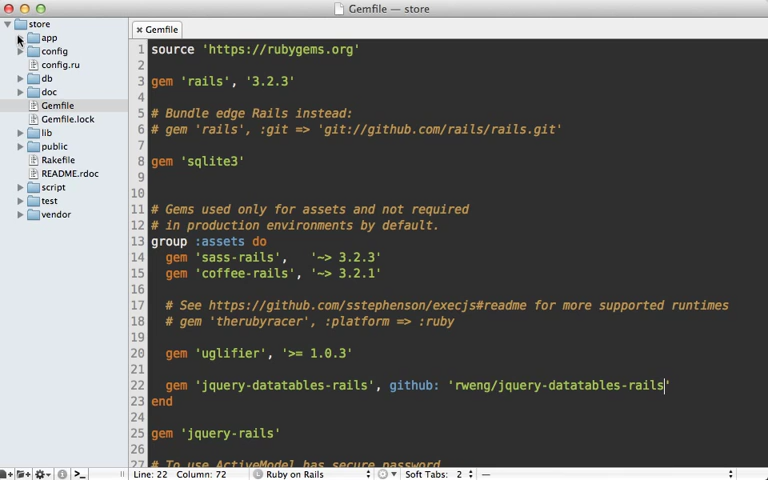 Gemfile — store
store
app
config
config.ru
db
doc
Gemfile
Gemfile.lock
lib
public
Rakefile
README.rdoc
script
test
vendor
Gemfile
1 source 'https://rubygems.org'
2
3 gem 'rails', '3.2.3'
4
5 # Bundle edge Rails instead:
6 # gem 'rails', :git => 'git://github.com/rails/rails.git'
7
8 gem 'sqlite3'
9
10
11 # Gems used only for assets and not required
12 # in production environments by default.
13 group :assets do
14 gem 'sass-rails', '~> 3.2.3'
15 gem 'coffee-rails', '~> 3.2.1'
16
17 # See https://github.com/sstephenson/execjs#readme for more supported runtimes
18 # gem 'therubyracer', :platform => :ruby
19
20 gem 'uglifier', '>= 1.0.3'
21
22 gem 'jquery-datatables-rails', github: 'rweng/jquery-datatables-rails'
23 end
24
25 gem 'jquery-rails'
26
27 # To use ActiveModel has_secure_password
Line: 22 Column: 72 Ruby on Rails Soft Tabs: 2 —